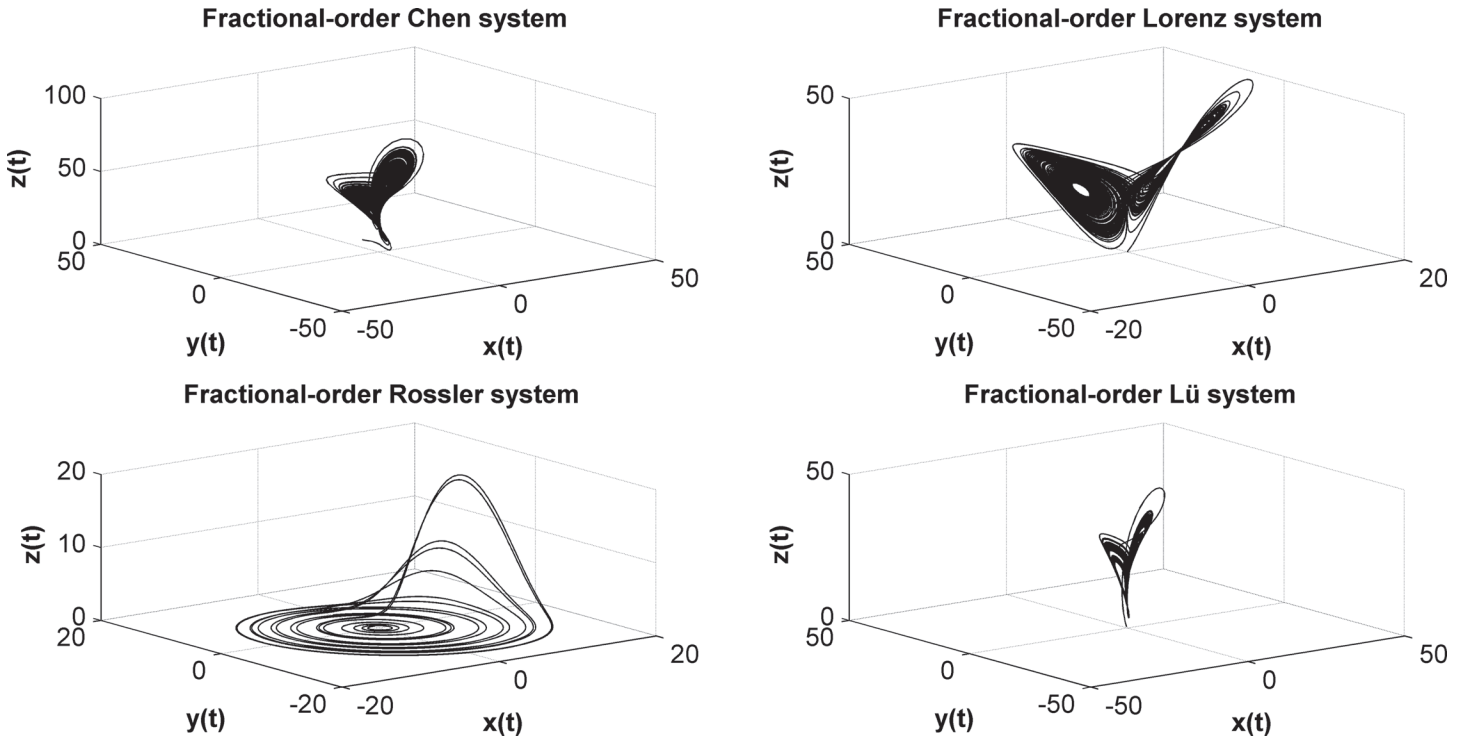 Fractional-order Chen system
100
50
0
z(t)
50
0
-50
y(t)
-50
0
50
x(t)
Fractional-order Lorenz system
50
0
z(t)
50
0
-50
y(t)
-20
0
20
x(t)
Fractional-order Rossler system
20
10
0
z(t)
20
0
-20
y(t)
-20
0
20
x(t)
Fractional-order Lü system
50
0
z(t)
50
0
-50
y(t)
-50
0
50
x(t)